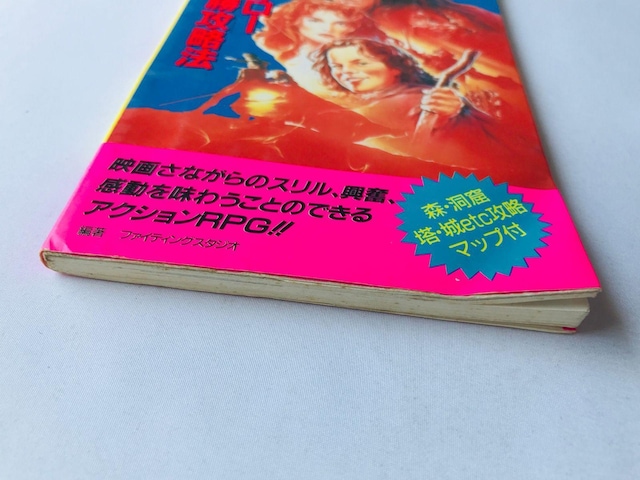 勝攻略法
映画さながらのスリル、興奮、
感動を味わうことのできる
アクションRPG!!
編著 ファイティングスタジオ
森・洞窟
塔・城etc攻略
マップ付